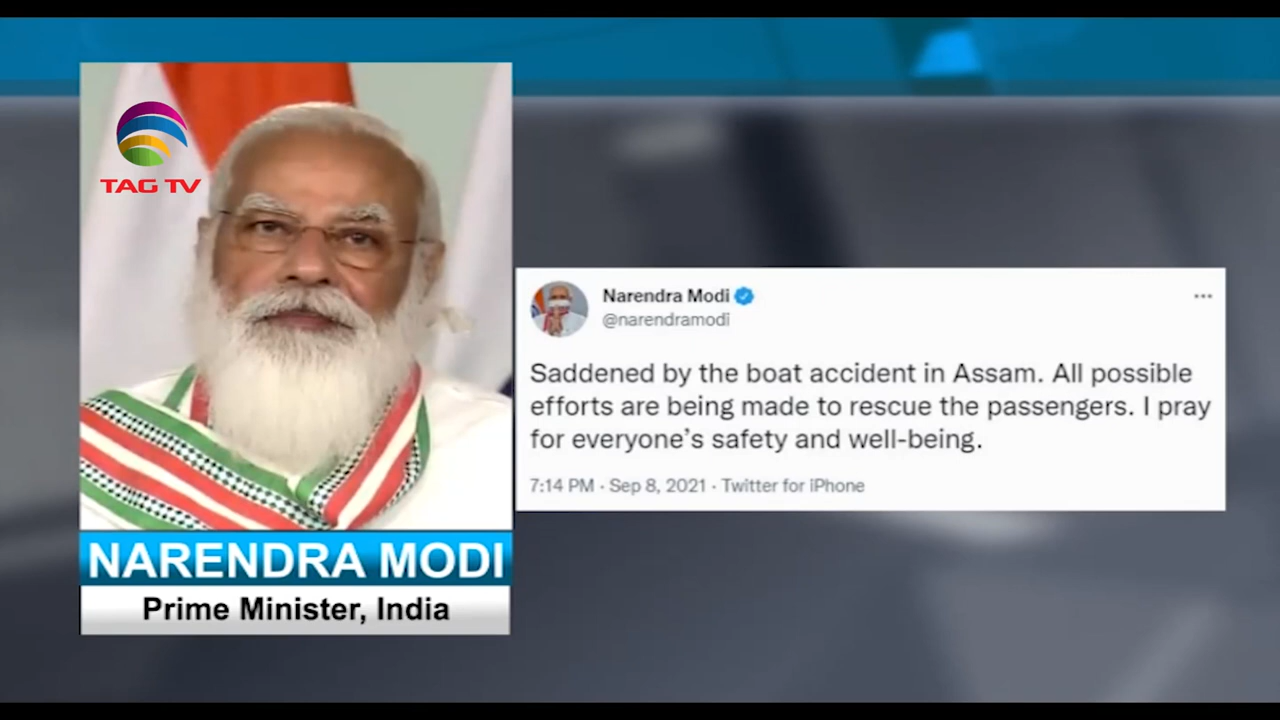 TAG TV
NARENDRA MODI
Prime Minister, India
Narendra Modi
@narendramodi
Saddened by the boat accident in Assam. All possible
efforts are being made to rescue the passengers. I pray
for everyone’s safety and well-being.
7:14 PM · Sep 8, 2021 · Twitter for iPhone